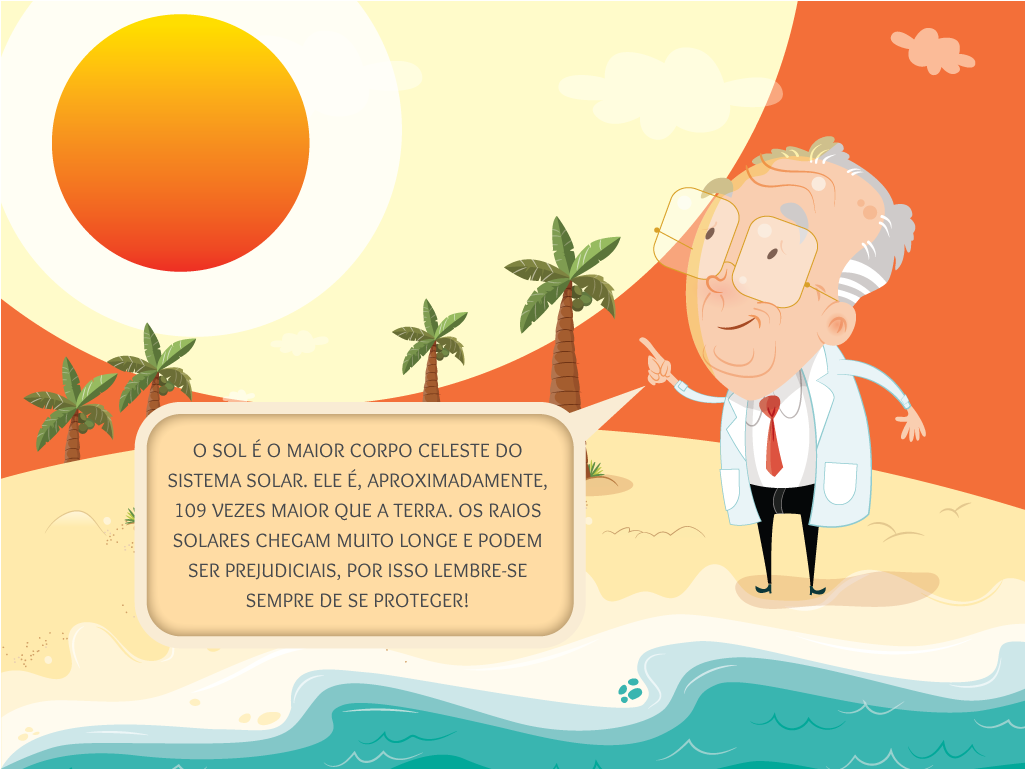 O SOL É O MAIOR CORPO CELESTE DO
SISTEMA SOLAR. ELE É, APROXIMADAMENTE,
109 VEZES MAIOR QUE A TERRA. OS RAIOS
SOLARES CHEGAM MUITO LONGE E PODEM
SER PREJUDICIAIS, POR ISSO LEMBRE-SE
SEMPRE DE SE PROTEGER!